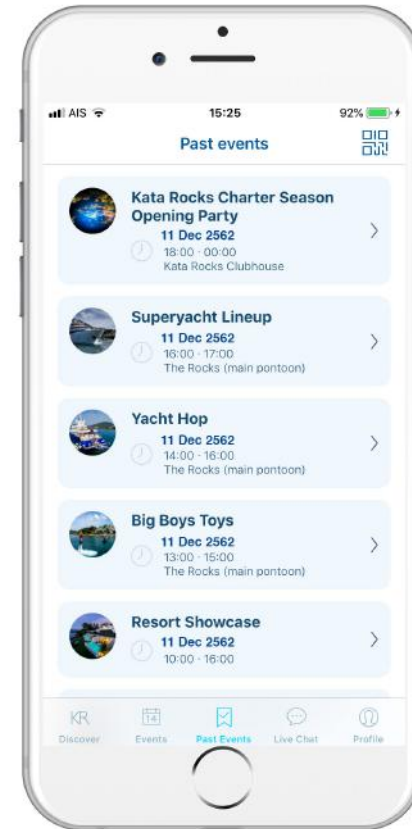 AIS 15:25 92%
Past events
Kata Rocks Charter Season
Opening Party
11 Dec 2562
18:00 - 00:00
Kata Rocks Clubhouse
Superyacht Lineup
11 Dec 2562
16:00 - 17:00
The Rocks (main pontoon)
Yacht Hop
11 Dec 2562
14:00 - 16:00
The Rocks (main pontoon)
Big Boys Toys
11 Dec 2562
13:00 - 15:00
The Rocks (main pontoon)
Resort Showcase
11 Dec 2562
10:00 - 16:00
KR 14
Discover Events Past Events Live Chat Profile